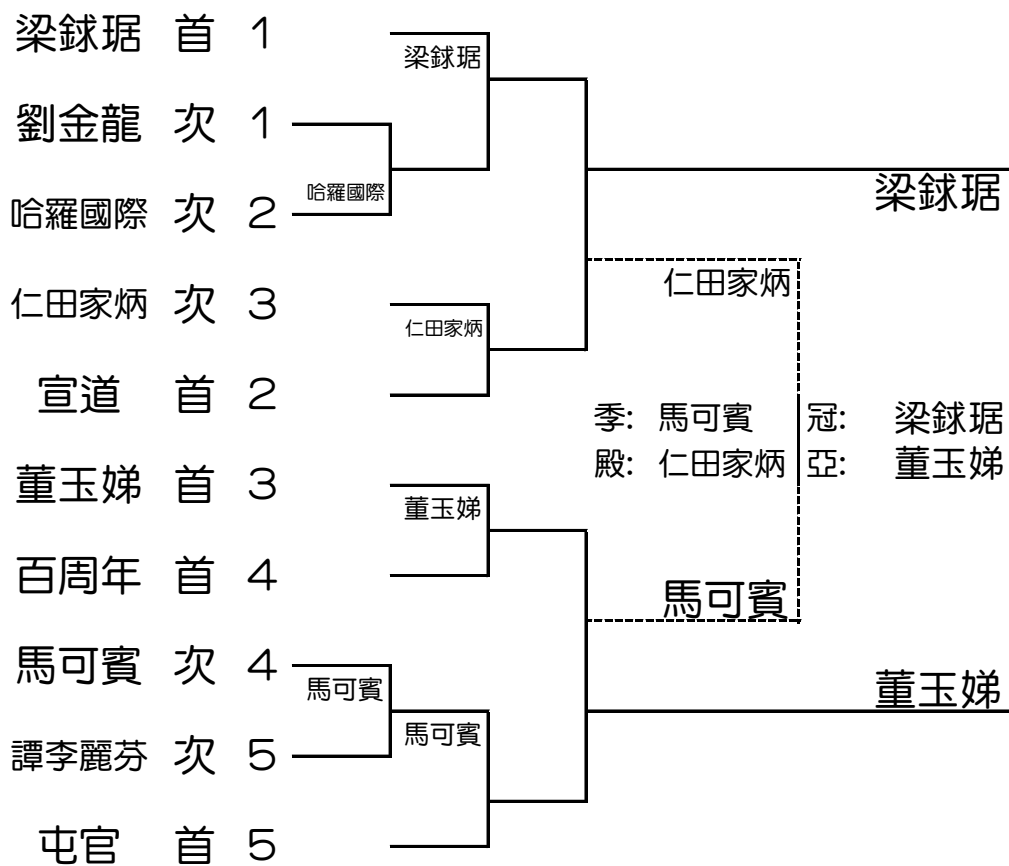 梁銶琚 首 1
梁銶琚
劉金龍 次 1
哈羅國際
哈羅國際 次 2
梁銶琚
仁田家炳
仁田家炳 次 3
仁田家炳
宣道 首 2
季: 馬可賓 冠: 梁銶琚
殿: 仁田家炳 亞: 董玉娣
董玉娣 首 3
董玉娣
百周年 首 4
馬可賓
馬可賓 次 4
馬可賓
董玉娣
馬可賓
譚李麗芬 次 5
屯官 首 5